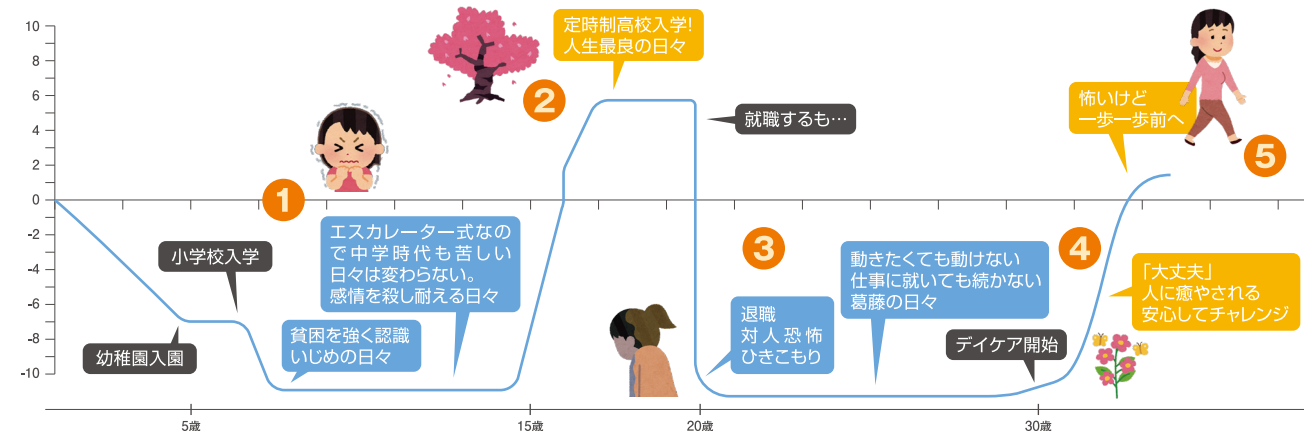 10
8
6
4
2
0
-2
-4
-6
-8
-10
幼稚園入園
小学校入学
1
貧困を強く認識
いじめの日々
エスカレーター式なの
で中学時代も苦しい
日々は変わらない。
感情を殺し耐える日々
2
定時制高校入学!
人生最良の日々
就職するも…
3
退職
対人恐怖
ひきこもり
動きたくても動けない
仕事に就いても続かない
葛藤の日々
デイケア開始
4
「大丈夫」
人に癒やされる
安心してチャレンジ
怖いけど
一歩一歩前へ
5
5歳
15歳
20歳
30歳